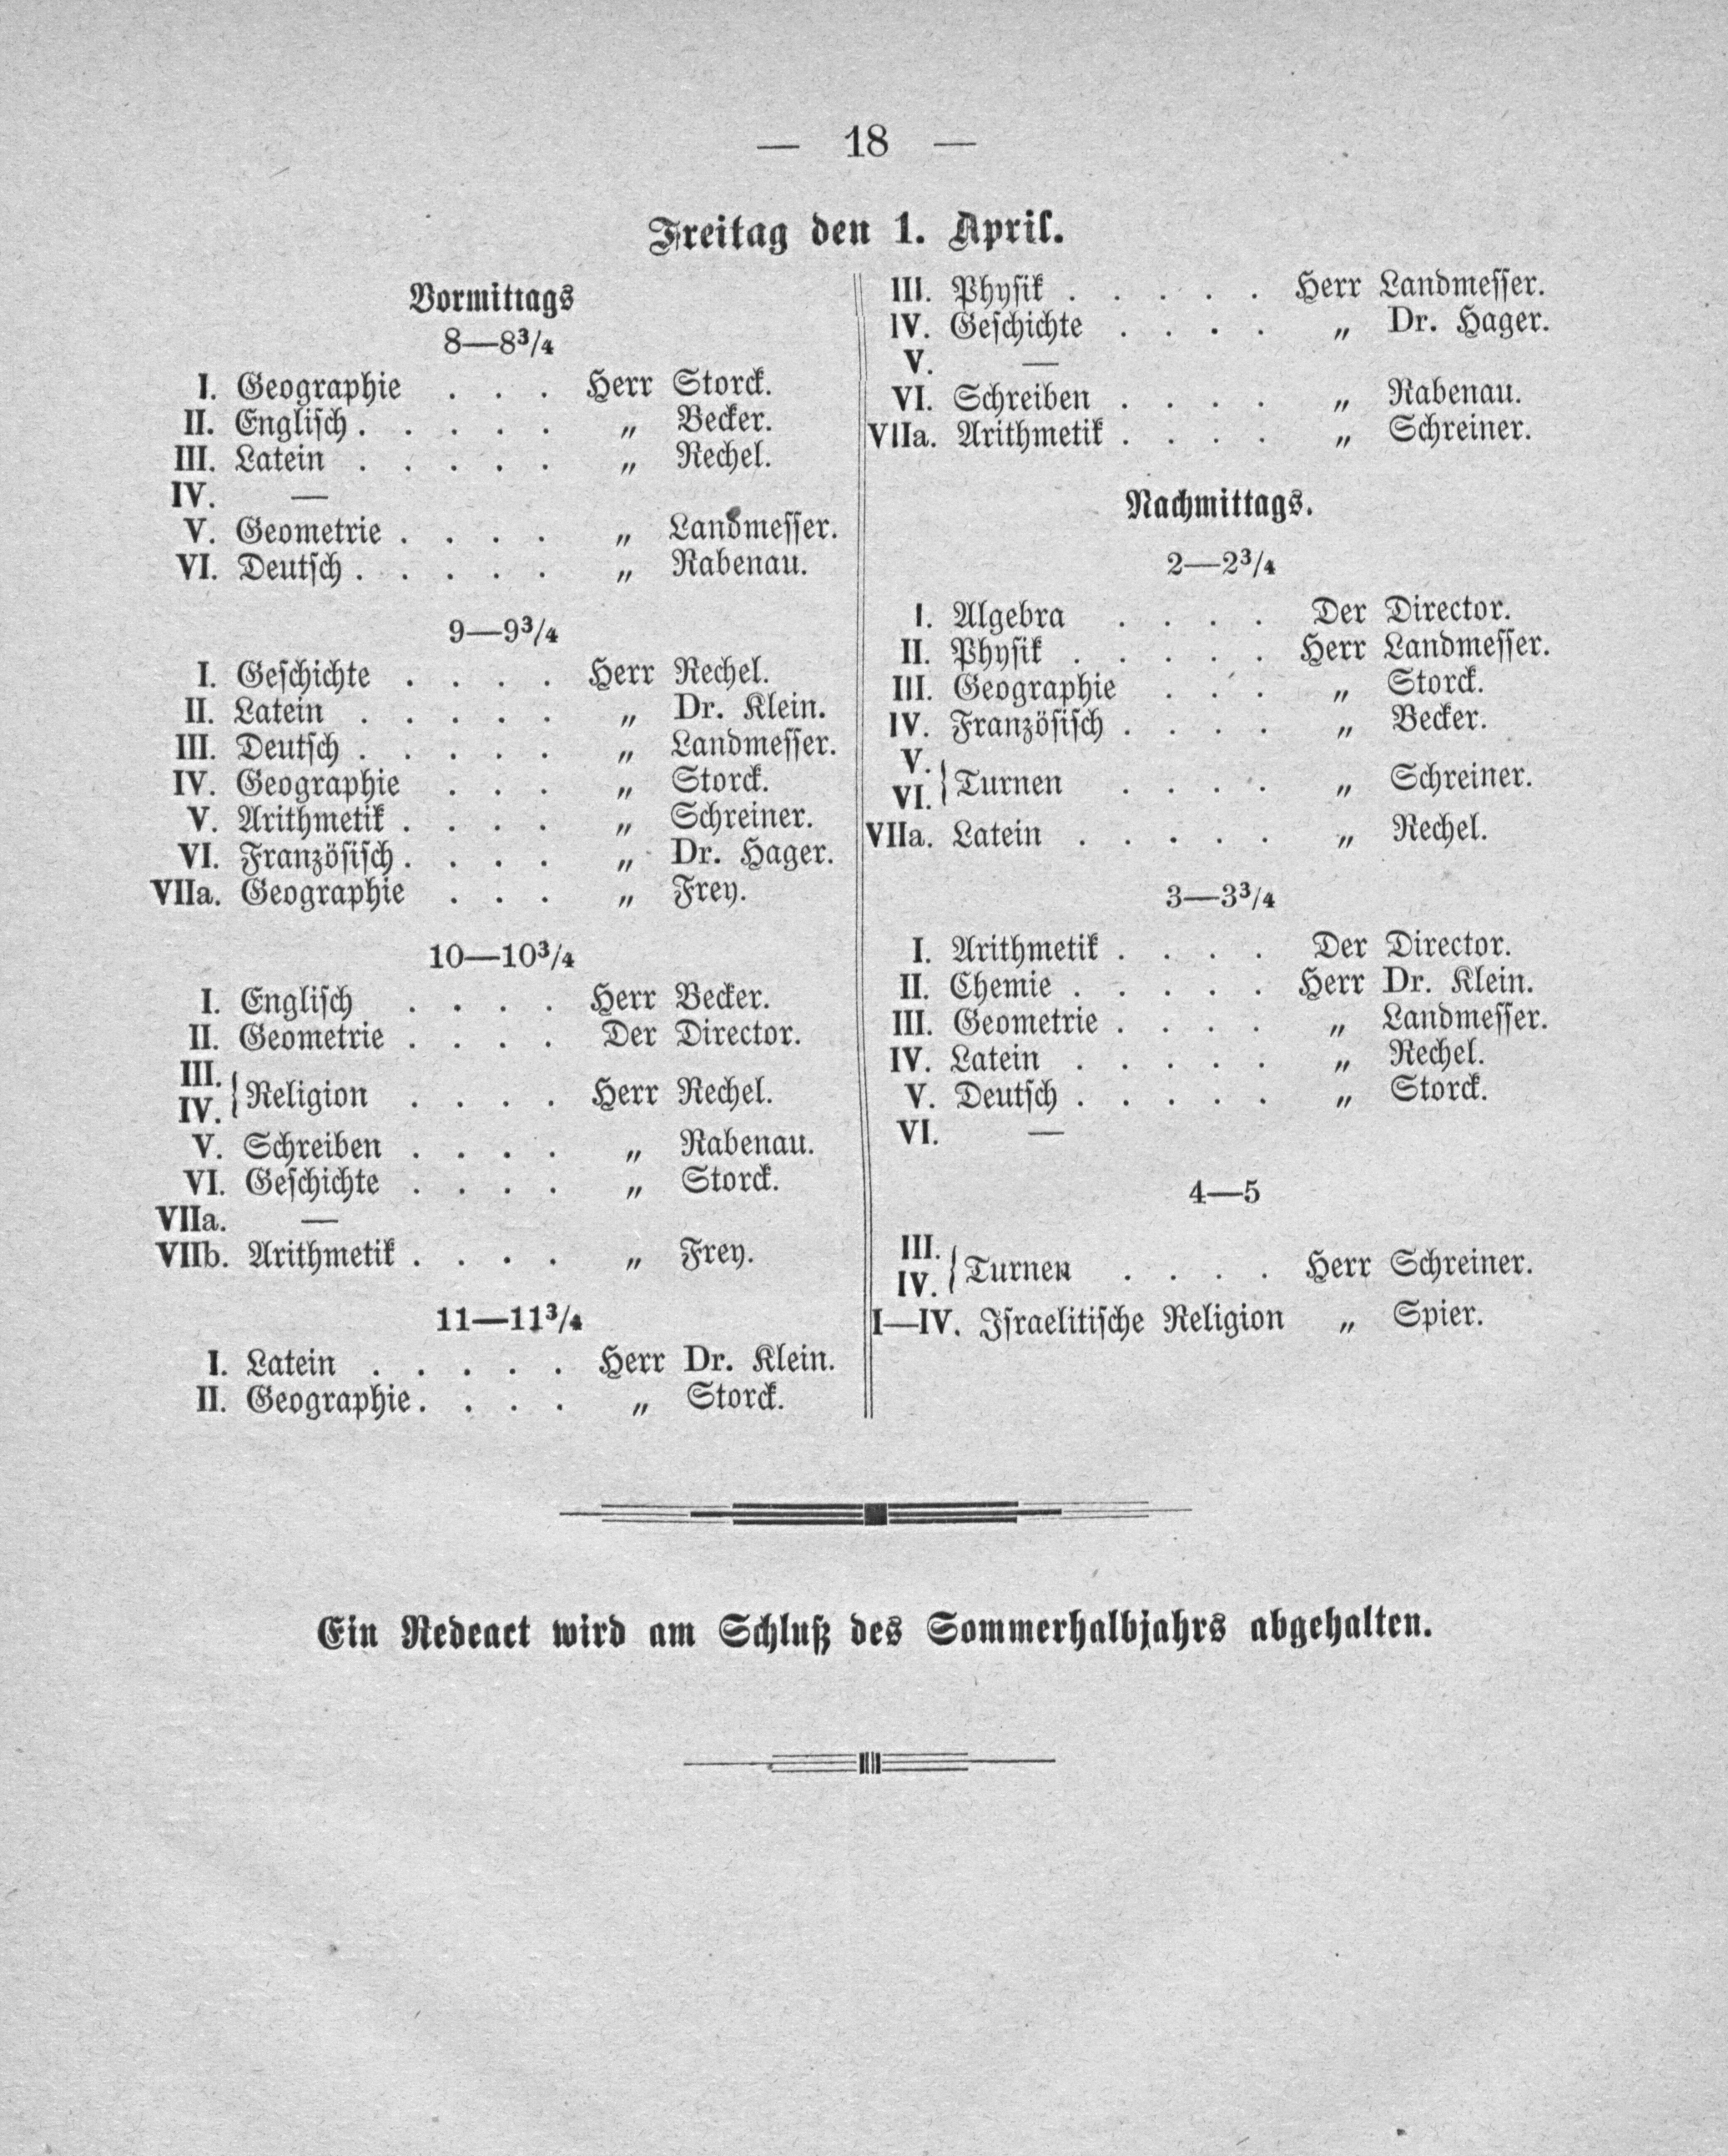 — 18 —
Freitag den 1. April.
Vormittags
8—8¾
I. Geographie . . . Herr Storck.
II. Englisch . . . . . „ Becker.
III. Latein . . . . . „ Rechel.
IV. —
V. Geometrie . . . . „ Landmesser.
VI. Deutsch . . . . . „ Rabenau.
9—9¾
I. Geschichte . . . . Herr Rechel.
II. Latein . . . . . „ Dr. Klein.
III. Deutsch . . . . . „ Landmesser.
IV. Geographie . . . „ Storck.
V. Arithmetik . . . . „ Schreiner.
VI. Französisch . . . . „ Dr. Hager.
VIIa. Geographie . . . „ Frey.
10—10¾
I. Englisch . . . . Herr Becker.
II. Geometrie . . . . Der Director.
III.
IV. } Religion . . . . Herr Rechel.
V. Schreiben . . . . „ Rabenau.
VI. Geschichte . . . . „ Storck.
VIIa. —
VIIb. Arithmetik . . . . „ Frey.
11—11¾
I. Latein . . . . . Herr Dr. Klein.
II. Geographie . . . . „ Storck.
III. Physik . . . . . Herr Landmesser.
IV. Geschichte . . . . „ Dr. Hager.
V. —
VI. Schreiben . . . . „ Rabenau.
VIIa. Arithmetik . . . . „ Schreiner.
Nachmittags.
2—2¾
I. Algebra . . . . Der Director.
II. Physik . . . . . Herr Landmesser.
III. Geographie . . . „ Storck.
IV. Französisch . . . . „ Becker.
V.
VI. } Turnen . . . . „ Schreiner.
VIIa. Latein . . . . . „ Rechel.
3—3¾
I. Arithmetik . . . . Der Director.
II. Chemie . . . . . Herr Dr. Klein.
III. Geometrie . . . . „ Landmesser.
IV. Latein . . . . . „ Rechel.
V. Deutsch . . . . . „ Storck.
VI. —
4—5
III.
IV. } Turnen . . . . Herr Schreiner.
I—IV. Israelitische Religion „ Spier.
Ein Redeact wird am Schluß des Sommerhalbjahrs abgehalten.